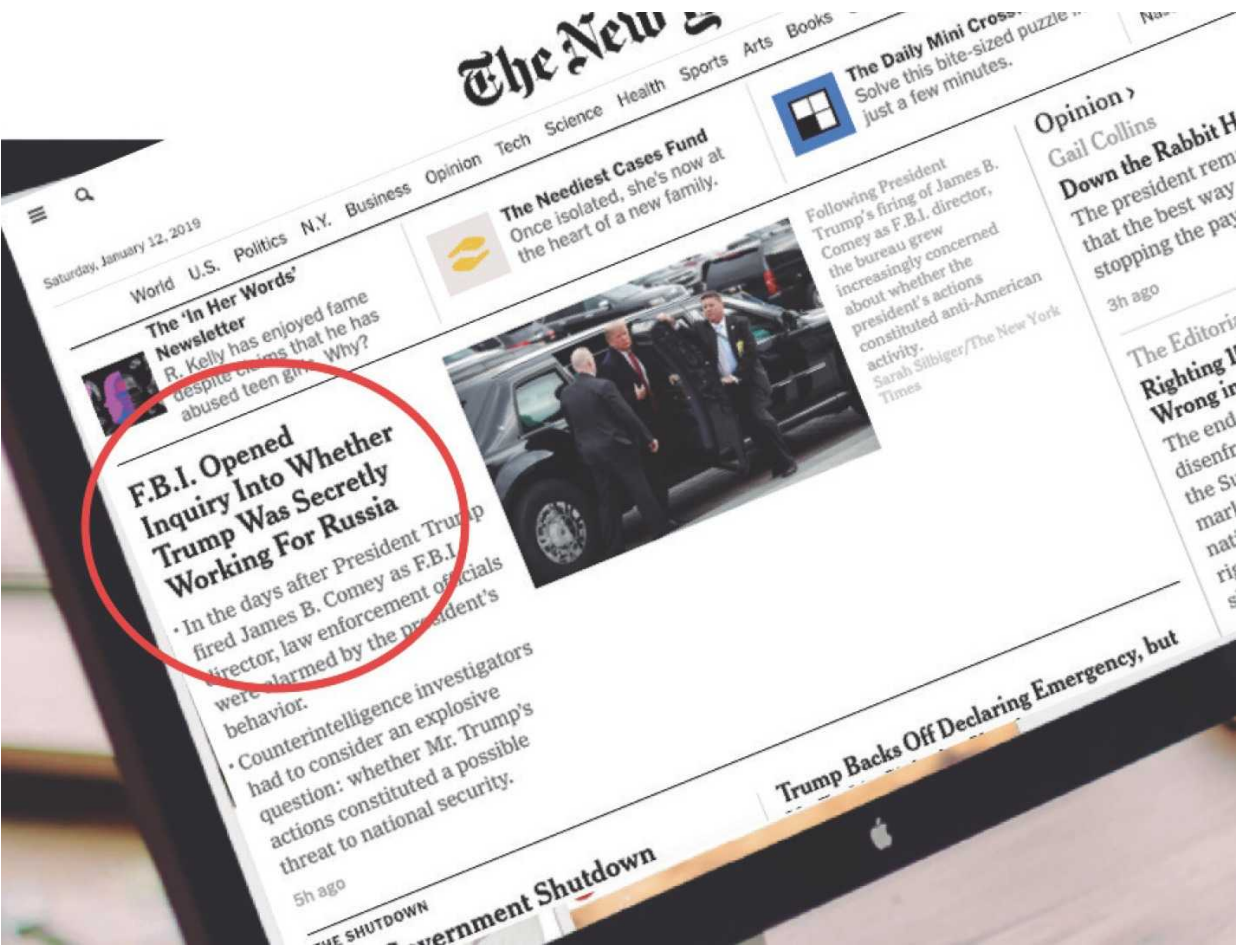 The New
Saturday, January 12, 2019
World U.S. Politics N.Y. Business Opinion Tech Science Health Sports Arts Books
The 'In Her Words'
Newsletter
R. Kelly has enjoyed fame
despite claims that he has
abused teen girls. Why?
The Neediest Cases Fund
Once isolated, she's now at
the heart of a new family.
The Daily Mini
Solve this bite-sized puzzle
just a few minutes.
F.B.I. Opened
Inquiry Into Whether
Trump Was Secretly
Working For Russia
· In the days after President Trump
fired James B. Comey as F.B.I.
director, law enforcement officials
were alarmed by the president's
behavior.
· Counterintelligence investigators
had to consider an explosive
question: whether Mr. Trump's
actions constituted a possible
threat to national security.
5h ago
Following President
Trump's firing of James B.
Comey as F.B.I. director,
the bureau grew
increasingly concerned
about whether the
president's actions
constituted anti-American
activity.
Sarah Silbiger/The New York
Times
Opinion >
Gail Collins
Down the Rabbit H
The president rem
that the best way
stopping the pay
3h ago
The Editoria
Righting
Wrong in
The end
disenfr
the Su
mark
nati
rig
Trump Backs Off Declaring Emergency, but
THE SHUTDOWN
Government Shutdown